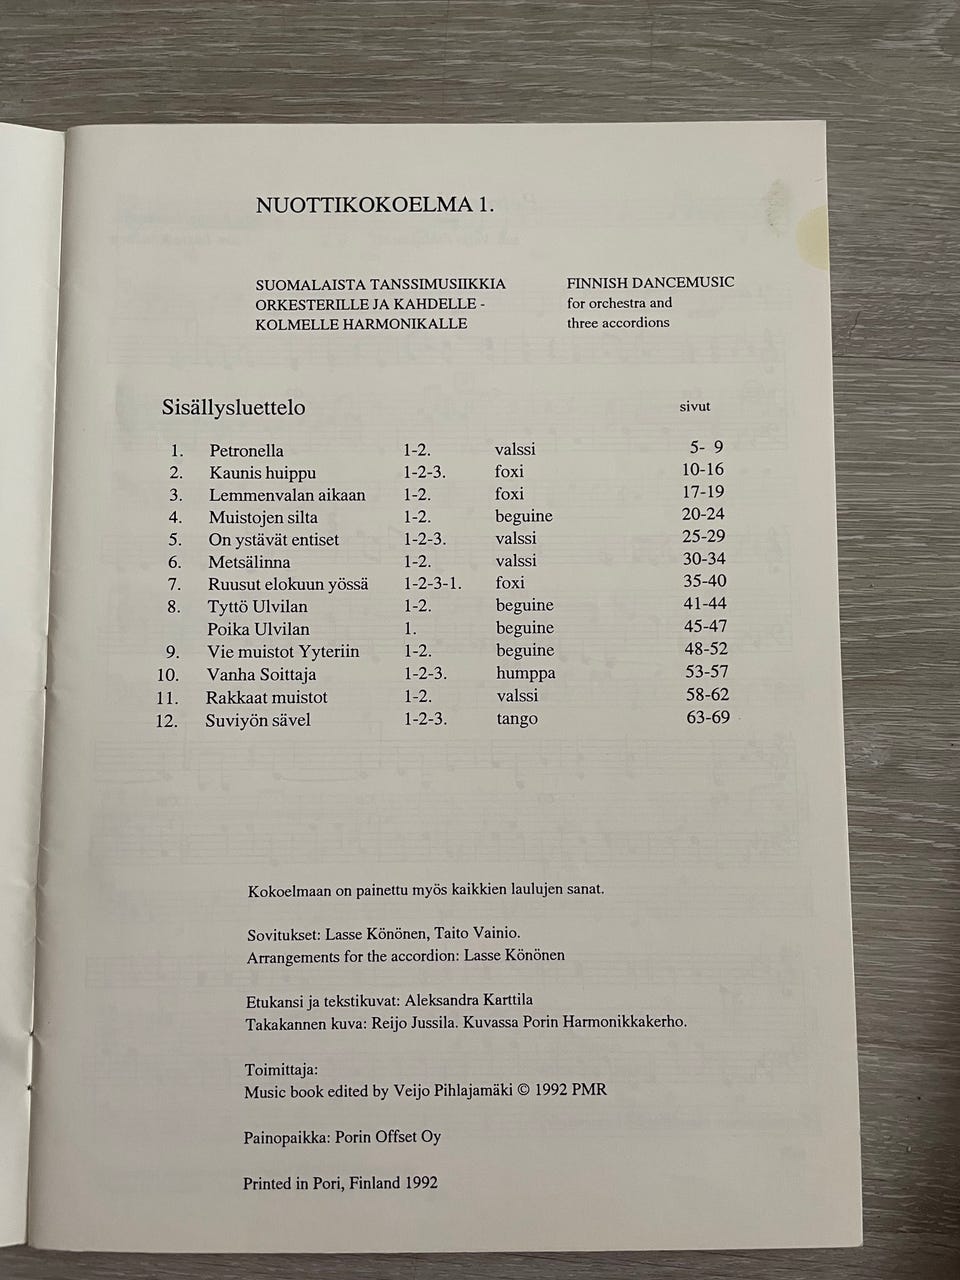 NUOTTIKOKOELMA 1.
SUOMALAISTA TANSSIMUSIIKKIA
ORKESTERILLE JA KAHDELLE -
KOLMELLE HARMONIKALLE
FINNISH DANCEMUSIC
for orchestra and
three accordions
Sisällysluettelo sivut
1. Petronella 1-2. valssi 5- 9
2. Kaunis huippu 1-2-3. foxi 10-16
3. Lemmenvalan aikaan 1-2. foxi 17-19
4. Muistojen silta 1-2. beguine 20-24
5. On ystävät entiset 1-2-3. valssi 25-29
6. Metsälinna 1-2. valssi 30-34
7. Ruusut elokuun yössä 1-2-3-1. foxi 35-40
8. Tyttö Ulvilan 1-2. beguine 41-44
Poika Ulvilan 1. beguine 45-47
9. Vie muistot Yyteriin 1-2. beguine 48-52
10. Vanha Soittaja 1-2-3. humppa 53-57
11. Rakkaat muistot 1-2. valssi 58-62
12. Suviyön sävel 1-2-3. tango 63-69
Kokoelmaan on painettu myös kaikkien laulujen sanat.
Sovitukset: Lasse Könönen, Taito Vainio.
Arrangements for the accordion: Lasse Könönen
Etukansi ja tekstikuvat: Aleksandra Karttila
Takakannen kuva: Reijo Jussila. Kuvassa Porin Harmonikkakerho.
Toimittaja:
Music book edited by Veijo Pihlajamäki © 1992 PMR
Painopaikka: Porin Offset Oy
Printed in Pori, Finland 1992